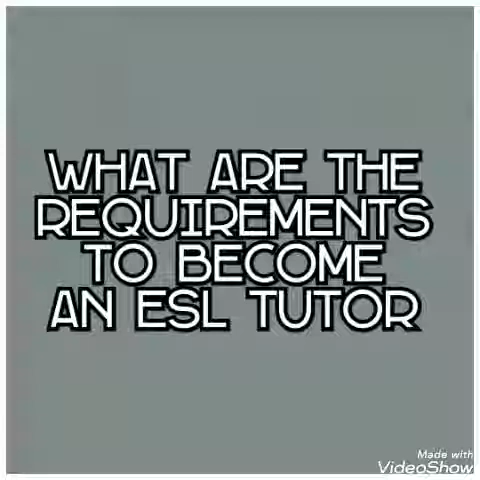 WHAT ARE THE
REQUIREMENTS
TO BECOME
AN ESL TUTOR
Made with
VideoShow